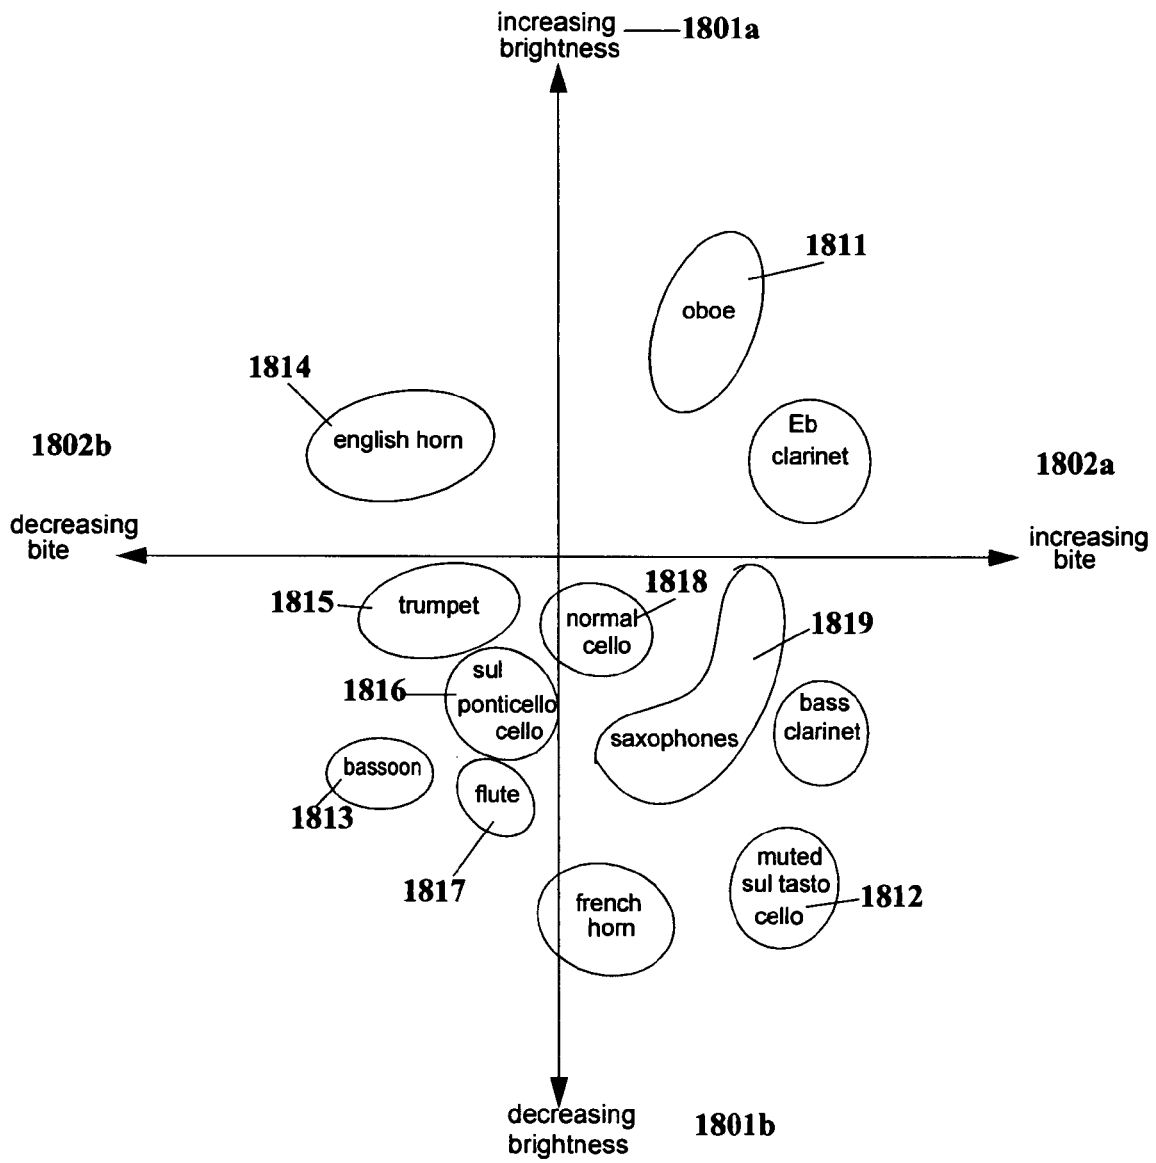 increasing
brightness
1801a
1811
oboe
1814
english horn
Eb
clarinet
1802b
1802a
decreasing
bite
increasing
bite
1815
trumpet
1818
normal
cello
1819
sul
ponticello
cello
1816
saxophones
bass
clarinet
bassoon
1813
flute
1817
french
horn
muted
sul tasto
cello
1812
decreasing
brightness
1801b